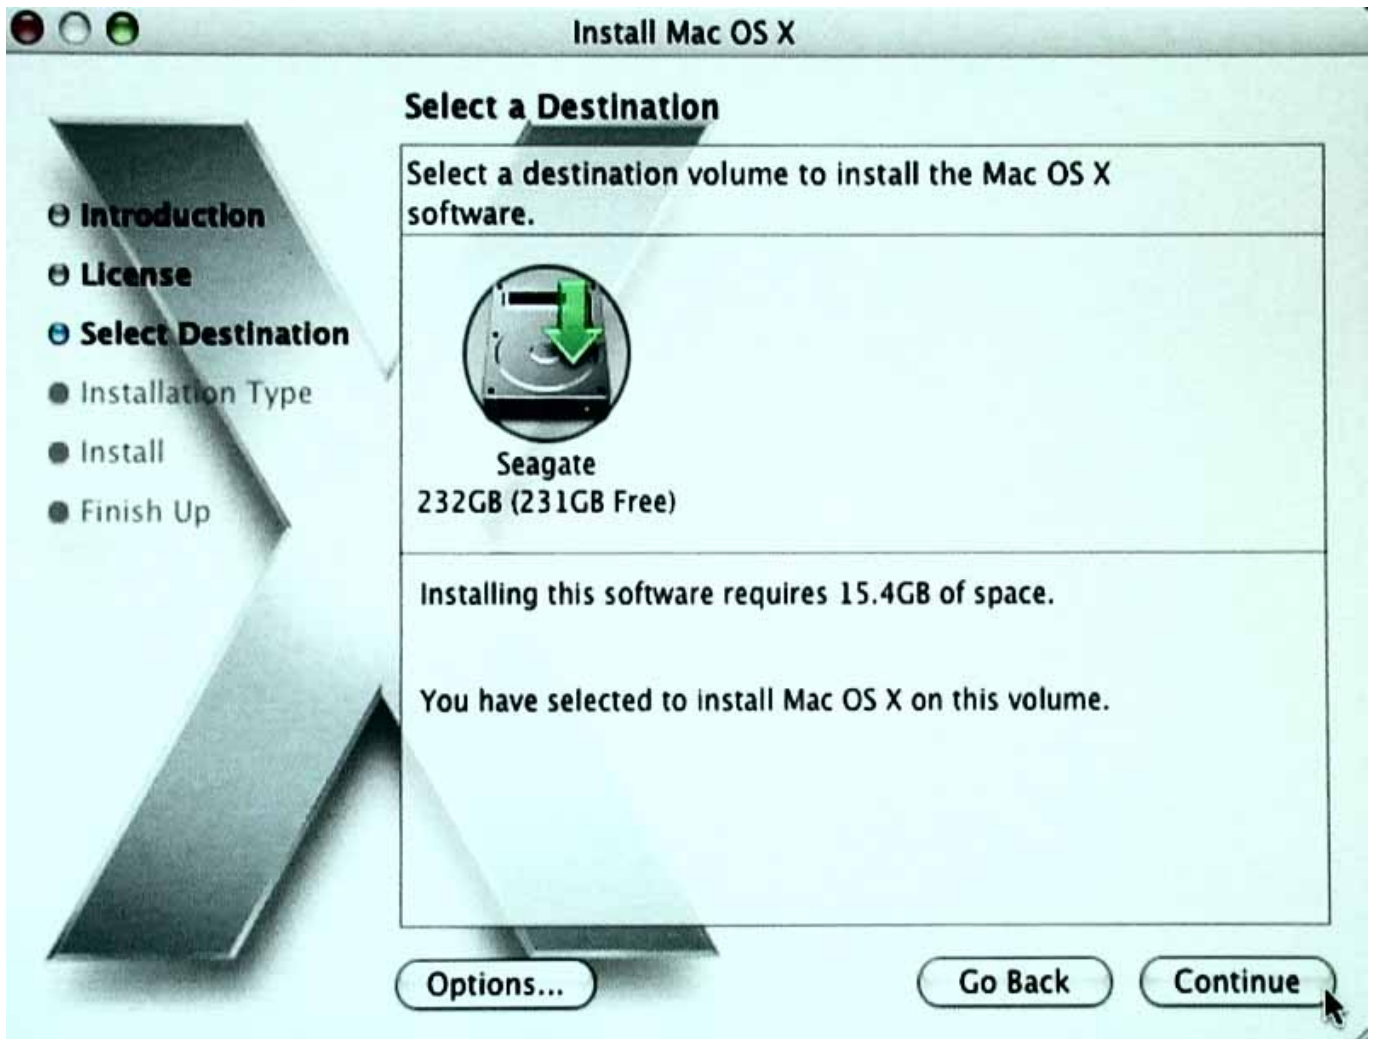 Install Mac OS X
Select a Destination
Select a destination volume to install the Mac OS X
software.
Introduction
License
Select Destination
Installation Type
Install
Finish Up
Seagate
232GB (231GB Free)
Installing this software requires 15.4GB of space.
You have selected to install Mac OS X on this volume.
Options...
Go Back
Continue